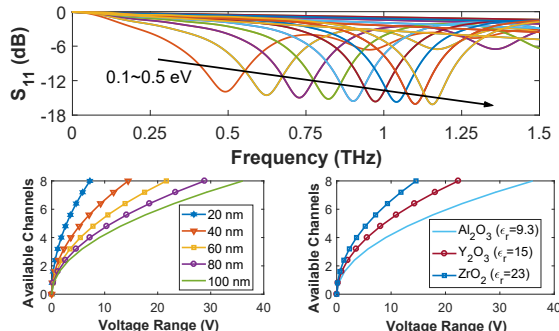 0
-6
-12
-18
S11 (dB)
0.1~0.5 eV
0 0.25 0.5 0.75 1 1.25 1.5
Frequency (THz)
8
6
4
2
0
Available Channels
20 nm
40 nm
60 nm
80 nm
100 nm
0 10 20 30 40
Voltage Range (V)
8
6
4
2
0
Available Channels
Al2O3 (ϵr=9.3)
Y2O3 (ϵr=15)
ZrO2 (ϵr=23)
0 10 20 30 40
Voltage Range (V)